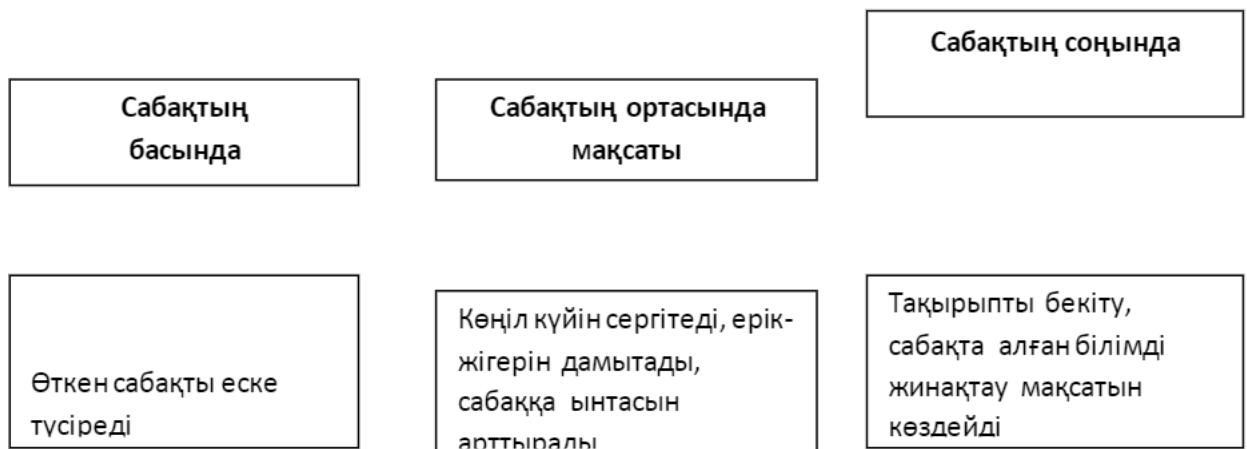 Сабақтың соңында
Сабақтың
басында
Сабақтың ортасында
мақсаты
Өткен сабақты еске
түсіреді
Көңіл күйін сергітеді, ерік-
жігерін дамытады,
сабаққа ынтасын
арттырады
Тақырыпты бекіту,
сабақта алған білімді
жинақтау мақсатын
көздейді